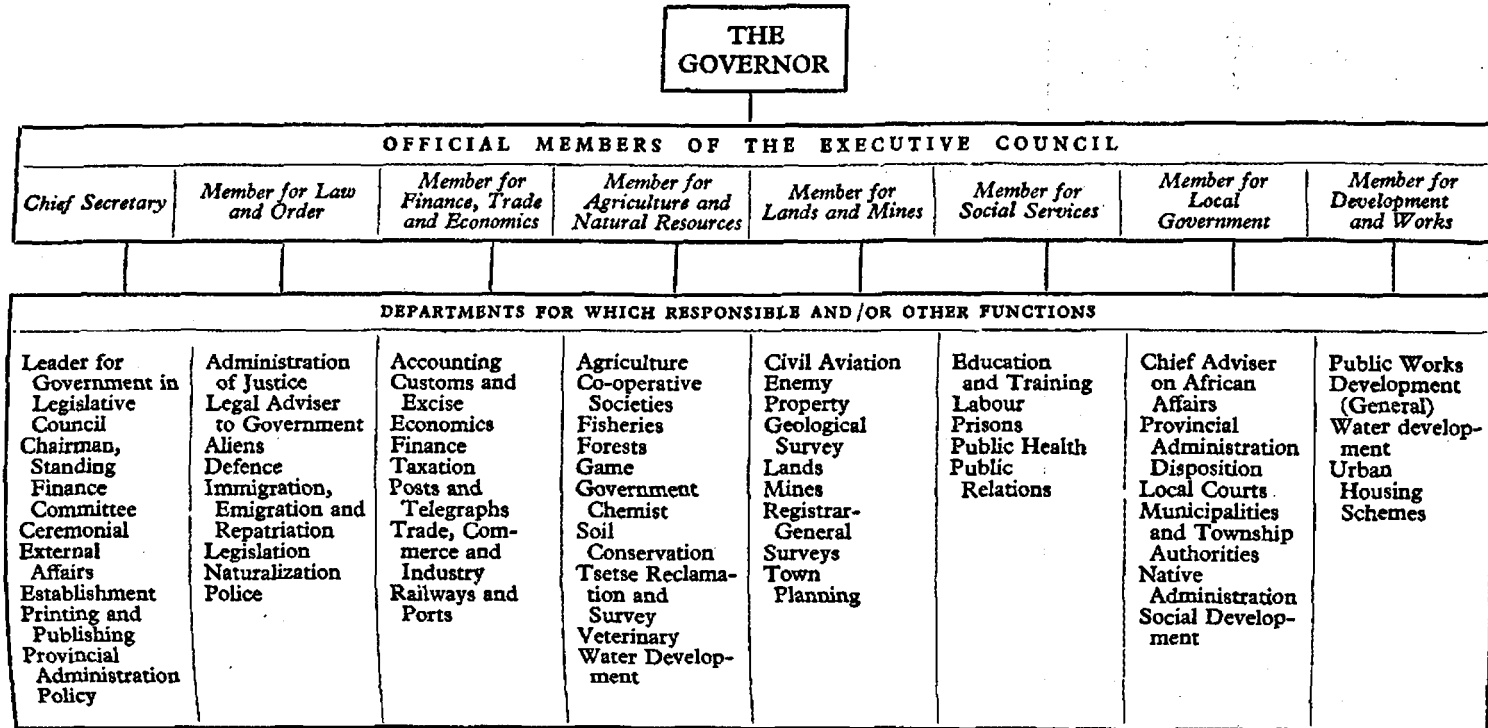 THE
GOVERNOR
OFFICIAL MEMBERS OF THE EXECUTIVE COUNCIL
Chief Secretary
Member for Law
and Order
Member for
Finance, Trade
and Economics
Member for
Agriculture and
Natural Resources
Member for
Lands and Mines
Member for
Social Services
Member for
Local
Government
Member for
Development
and Works
DEPARTMENTS FOR WHICH RESPONSIBLE AND/OR OTHER FUNCTIONS
Leader for
Government in
Legislative
Council
Chairman,
Standing
Finance
Committee
Ceremonial
External
Affairs
Establishment
Printing and
Publishing
Provincial
Administration
Policy
Administration
of Justice
Legal Adviser
to Government
Aliens
Defence
Immigration,
Emigration and
Repatriation
Legislation
Naturalization
Police
Accounting
Customs and
Excise
Economics
Finance
Taxation
Posts and
Telegraphs
Trade, Com-
merce and
Industry
Railways and
Ports
Agriculture
Co-operative
Societies
Fisheries
Forests
Game
Government
Chemist
Soil
Conservation
Tsetse Reclama-
tion and
Survey
Veterinary
Water Develop-
ment
Civil Aviation
Enemy
Property
Geological
Survey
Lands
Mines
Registrar-
General
Surveys
Town
Planning
Education
and Training
Labour
Prisons
Public Health
Public
Relations
Chief Adviser
on African
Affairs
Provincial
Administration
Disposition
Local Courts
Municipalities
and Township
Authorities
Native
Administration
Social Develop-
ment
Public Works
Development
(General)
Water develop-
ment
Urban
Housing
Schemes